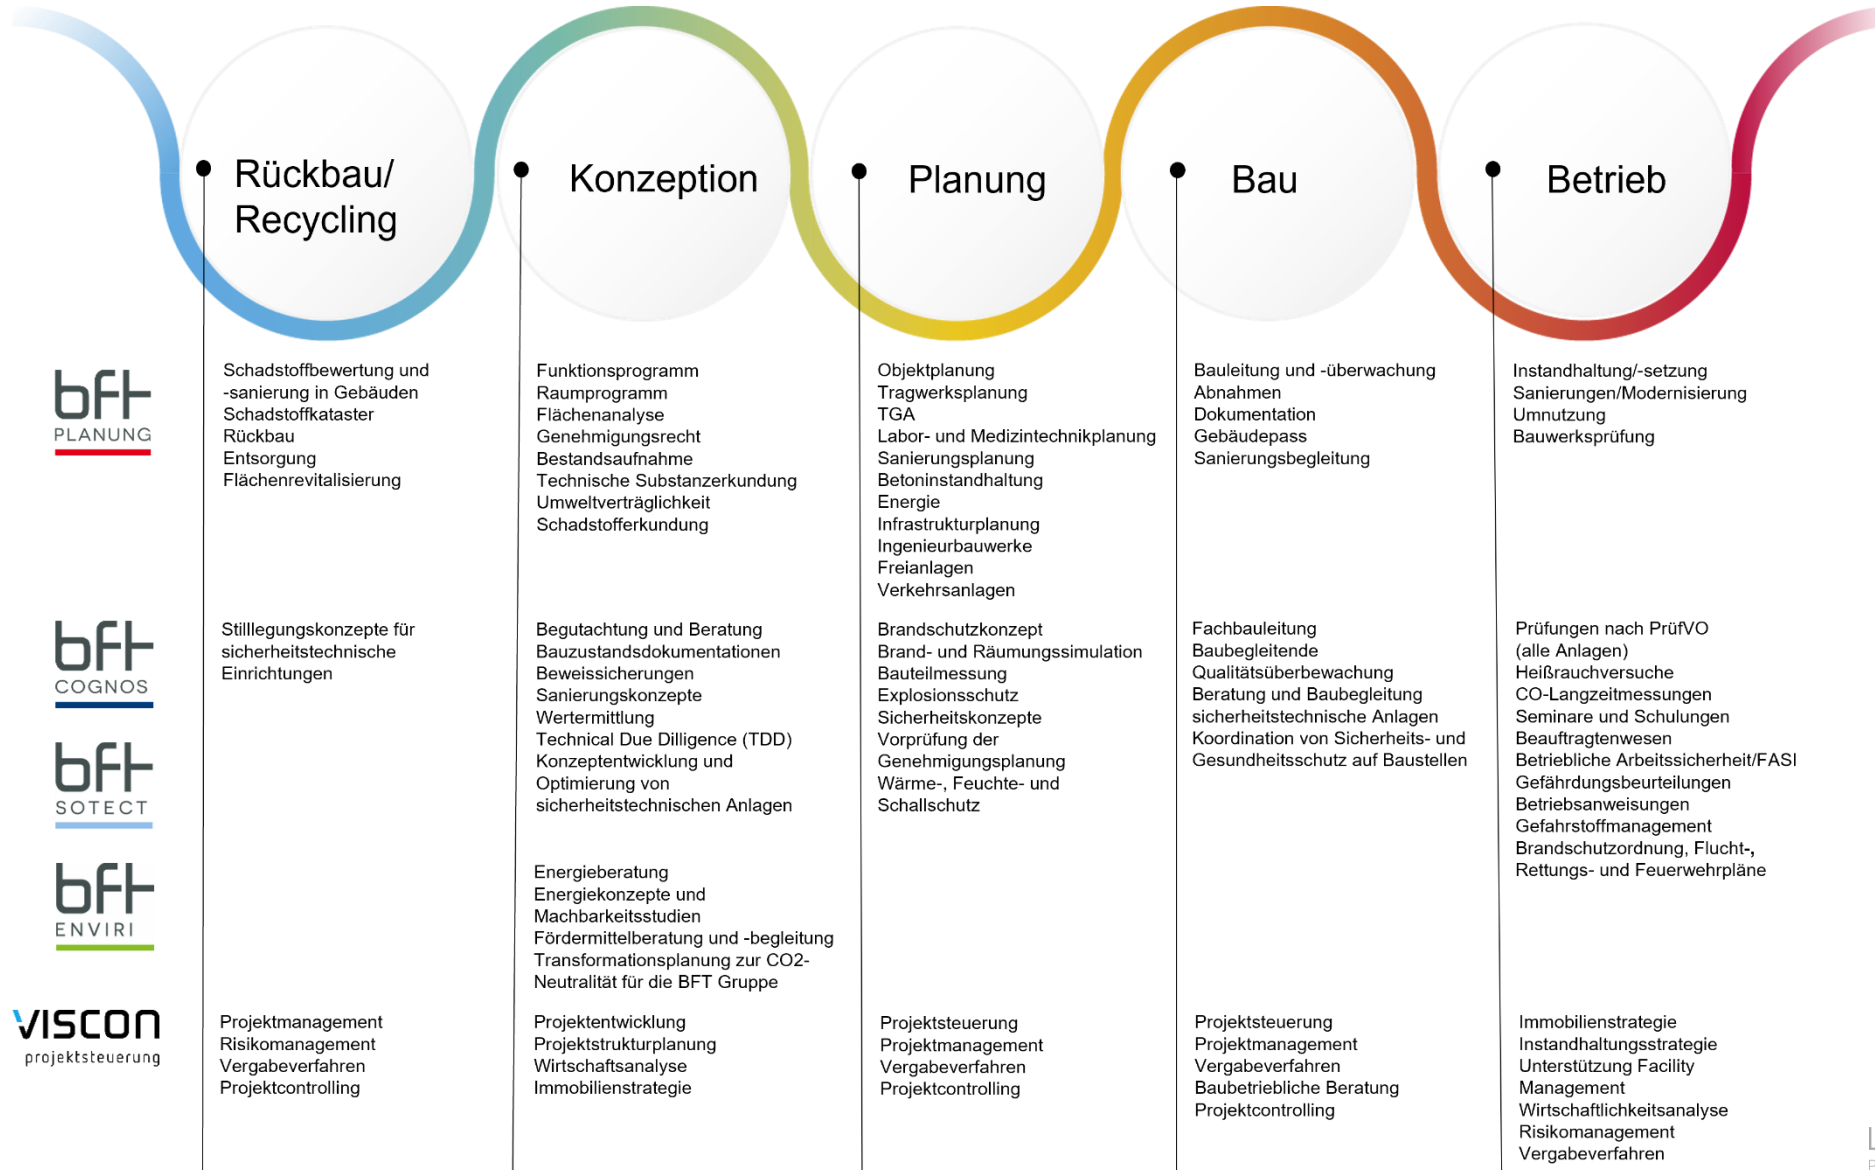 Rückbau/
Recycling
Konzeption
Planung
Bau
Betrieb
bft
PLANUNG
Schadstoffbewertung und
-sanierung in Gebäuden
Schadstoffkataster
Rückbau
Entsorgung
Flächenrevitalisierung
Funktionsprogramm
Raumprogramm
Flächenanalyse
Genehmigungsrecht
Bestandsaufnahme
Technische Substanzerkundung
Umweltverträglichkeit
Schadstofferkundung
Objektplanung
Tragwerksplanung
TGA
Labor- und Medizintechnikplanung
Sanierungsplanung
Betoninstandhaltung
Energie
Infrastrukturplanung
Ingenieurbauwerke
Freianlagen
Verkehrsanlagen
Bauleitung und -überwachung
Abnahmen
Dokumentation
Gebäudepass
Sanierungsbegleitung
Instandhaltung/-setzung
Sanierungen/Modernisierung
Umnutzung
Bauwerksprüfung
bft
COGNOS
bft
SOTECT
Stilllegungskonzepte für
sicherheitstechnische
Einrichtungen
Begutachtung und Beratung
Bauzustandsdokumentationen
Beweissicherungen
Sanierungskonzepte
Wertermittlung
Technical Due Dilligence (TDD)
Konzeptentwicklung und
Optimierung von
sicherheitstechnischen Anlagen
Brandschutzkonzept
Brand- und Räumungssimulation
Bauteilmessung
Explosionsschutz
Sicherheitskonzepte
Vorprüfung der
Genehmigungsplanung
Wärme-, Feuchte- und
Schallschutz
Fachbauleitung
Baubegleitende
Qualitätsüberbewachung
Beratung und Baubegleitung
sicherheitstechnische Anlagen
Koordination von Sicherheits- und
Gesundheitsschutz auf Baustellen
Prüfungen nach PrüfVO
(alle Anlagen)
Heißrauchversuche
CO-Langzeitmessungen
Seminare und Schulungen
Beauftragtenwesen
Betriebliche Arbeitssicherheit/FASI
Gefährdungsbeurteilungen
Betriebsanweisungen
Gefahrstoffmanagement
Brandschutzordnung, Flucht-,
Rettungs- und Feuerwehrpläne
bft
ENVIRI
Energieberatung
Energiekonzepte und
Machbarkeitsstudien
Fördermittelberatung und -begleitung
Transformationsplanung zur CO2-
Neutralität für die BFT Gruppe
VISCON
projektsteuerung
Projektmanagement
Risikomanagement
Vergabeverfahren
Projektcontrolling
Projektentwicklung
Projektstrukturplanung
Wirtschaftsanalyse
Immobilienstrategie
Projektsteuerung
Projektmanagement
Vergabeverfahren
Projektcontrolling
Projektsteuerung
Projektmanagement
Vergabeverfahren
Baubetriebliche Beratung
Projektcontrolling
Immobilienstrategie
Instandhaltungsstrategie
Unterstützung Facility
Management
Wirtschaftlichkeitsanalyse
Risikomanagement
Vergabeverfahren